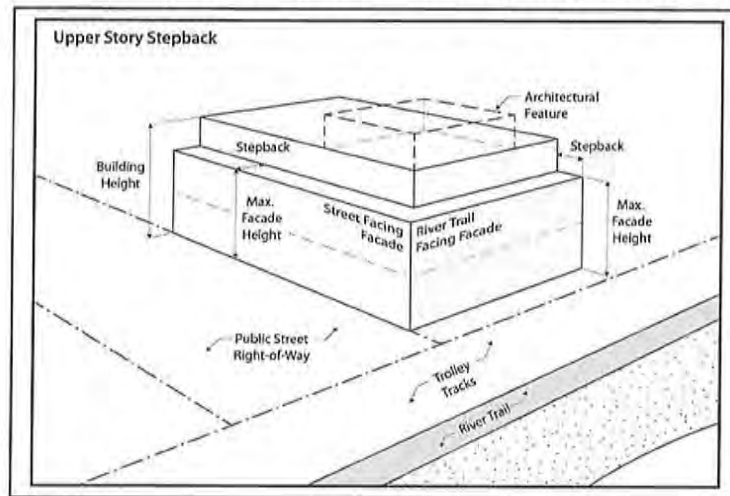 Upper Story Stepback
Architectural
Feature
Stepback
Stepback
Building
Height
Max.
Facade
Height
Street Facing
Facade
River Trail
Facing Facade
Max.
Facade
Height
Public Street
Right-of-Way
Trolley
Tracks
River Trail